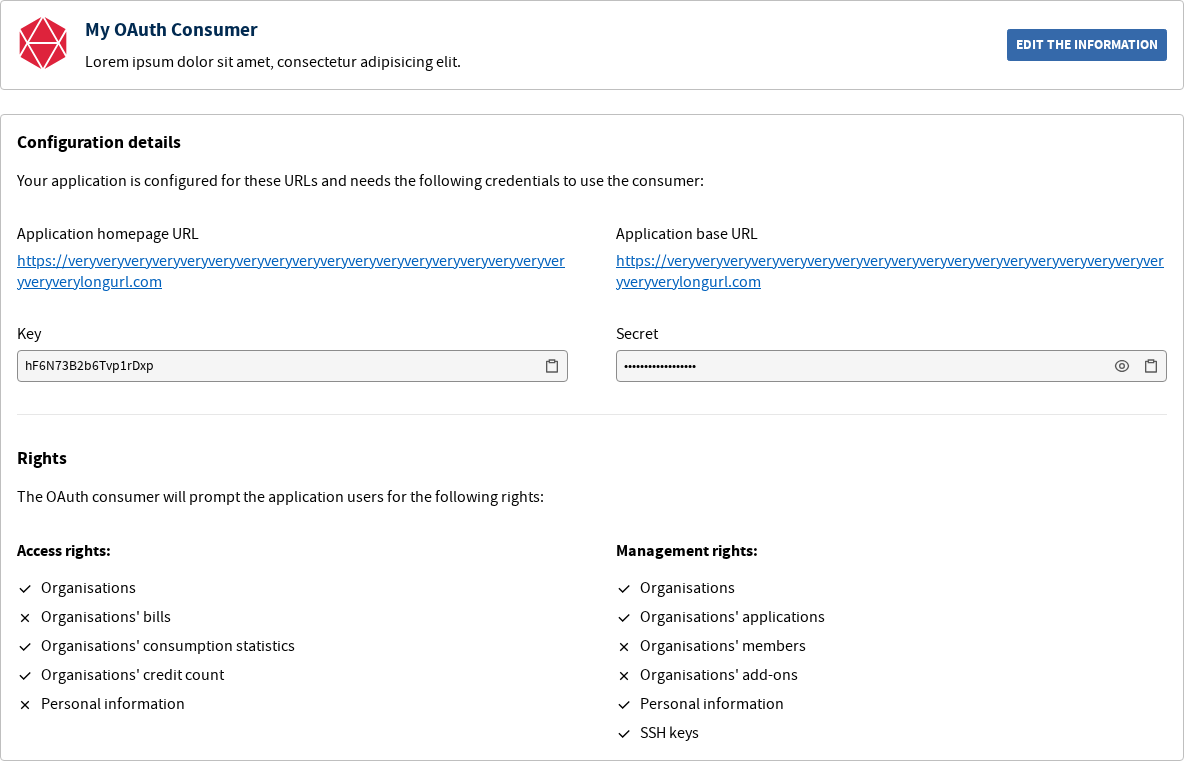 My OAuth Consumer
Lorem ipsum dolor sit amet, consectetur adipisicing elit.
EDIT THE INFORMATION
Configuration details
Your application is configured for these URLs and needs the following credentials to use the consumer:
Application homepage URL
https://veryveryveryveryveryveryveryveryveryveryveryveryveryveryveryveryveryver
yveryverylongurl.com
Application base URL
https://veryveryveryveryveryveryveryveryveryveryveryveryveryveryveryveryveryver
yveryverylongurl.com
Key
hF6N73B2b6Tvp1rDxp
Secret
••••••••••••••••••
Rights
The OAuth consumer will prompt the application users for the following rights:
Access rights:
Organisations
Organisations' bills
Organisations' consumption statistics
Organisations' credit count
Personal information
Management rights:
Organisations
Organisations' applications
Organisations' members
Organisations' add-ons
Personal information
SSH keys